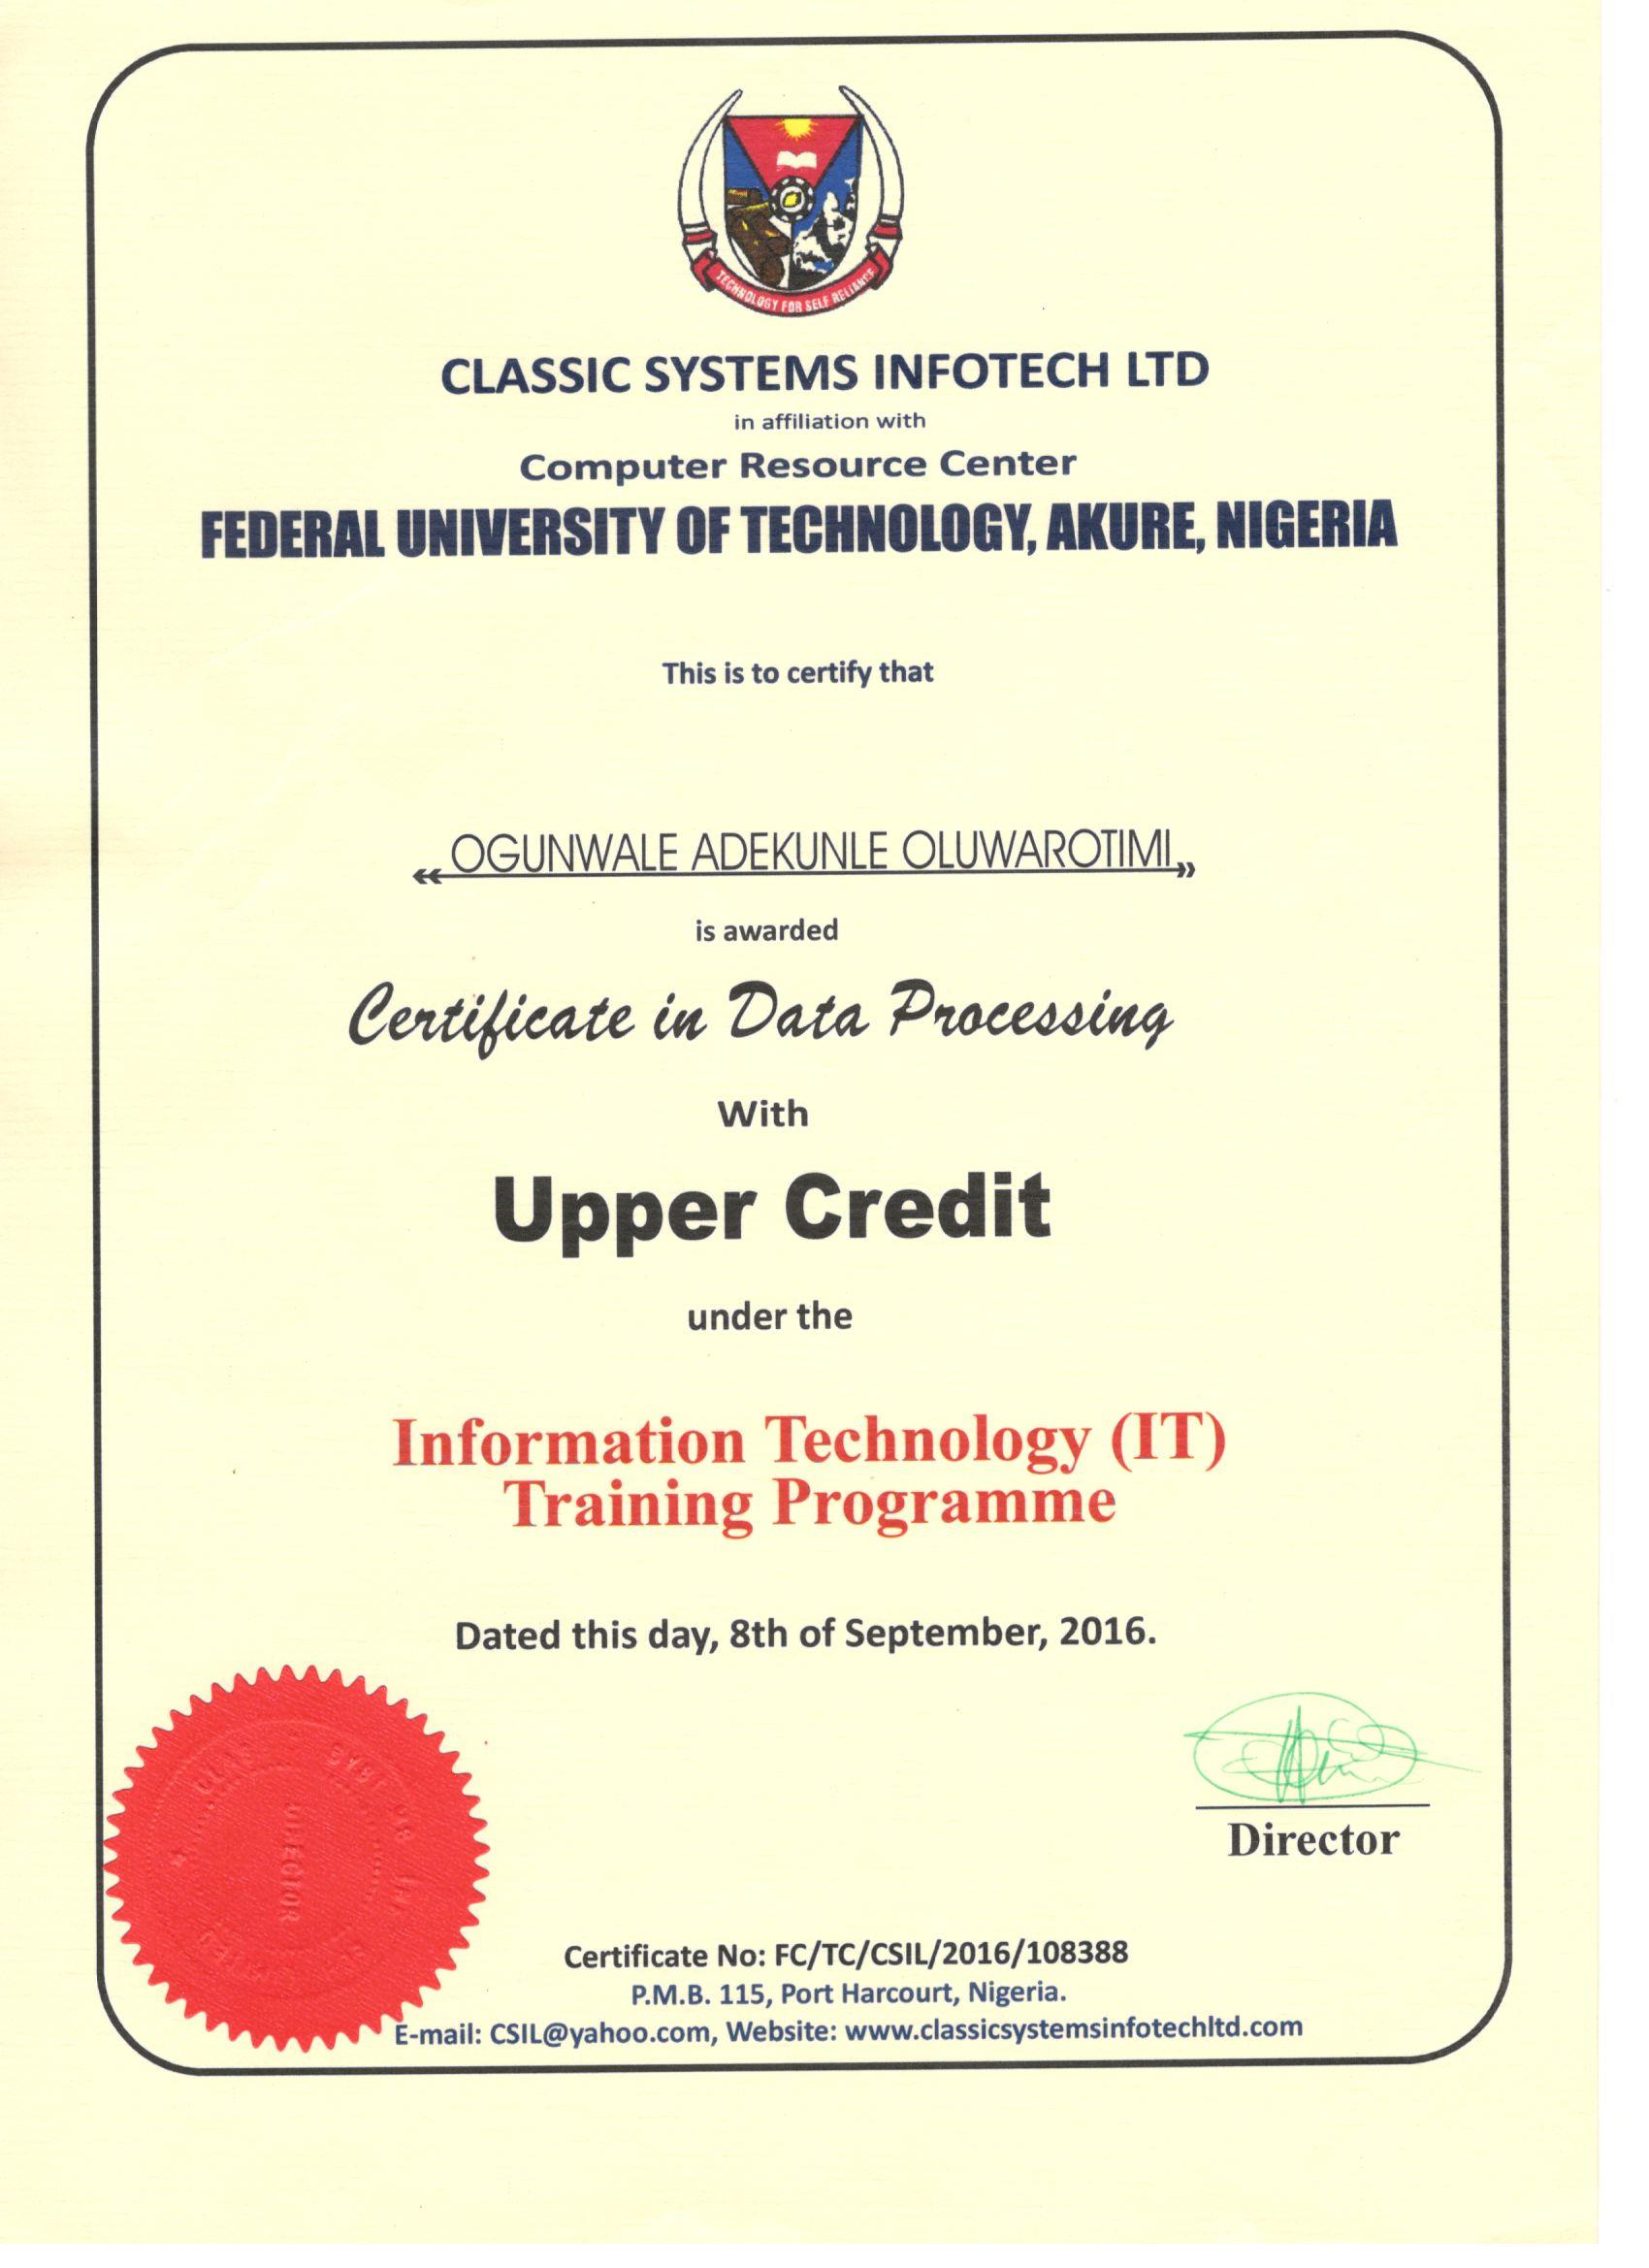 TECHNOLOGY FOR SELF RELIANCE
CLASSIC SYSTEMS INFOTECH LTD
in affiliation with
Computer Resource Center
FEDERAL UNIVERSITY OF TECHNOLOGY, AKURE, NIGERIA
This is to certify that
OGUNWALE ADEKUNLE OLUWAROTIMI
is awarded
Certificate in Data Processing
With
Upper Credit
under the
Information Technology (IT)
Training Programme
Dated this day, 8th of September, 2016.
DIRECTOR
Director
Certificate No: FC/TC/CSIL/2016/108388
P.M.B. 115, Port Harcourt, Nigeria.
E-mail: CSIL@yahoo.com, Website: www.classicsystemsinfotechltd.com